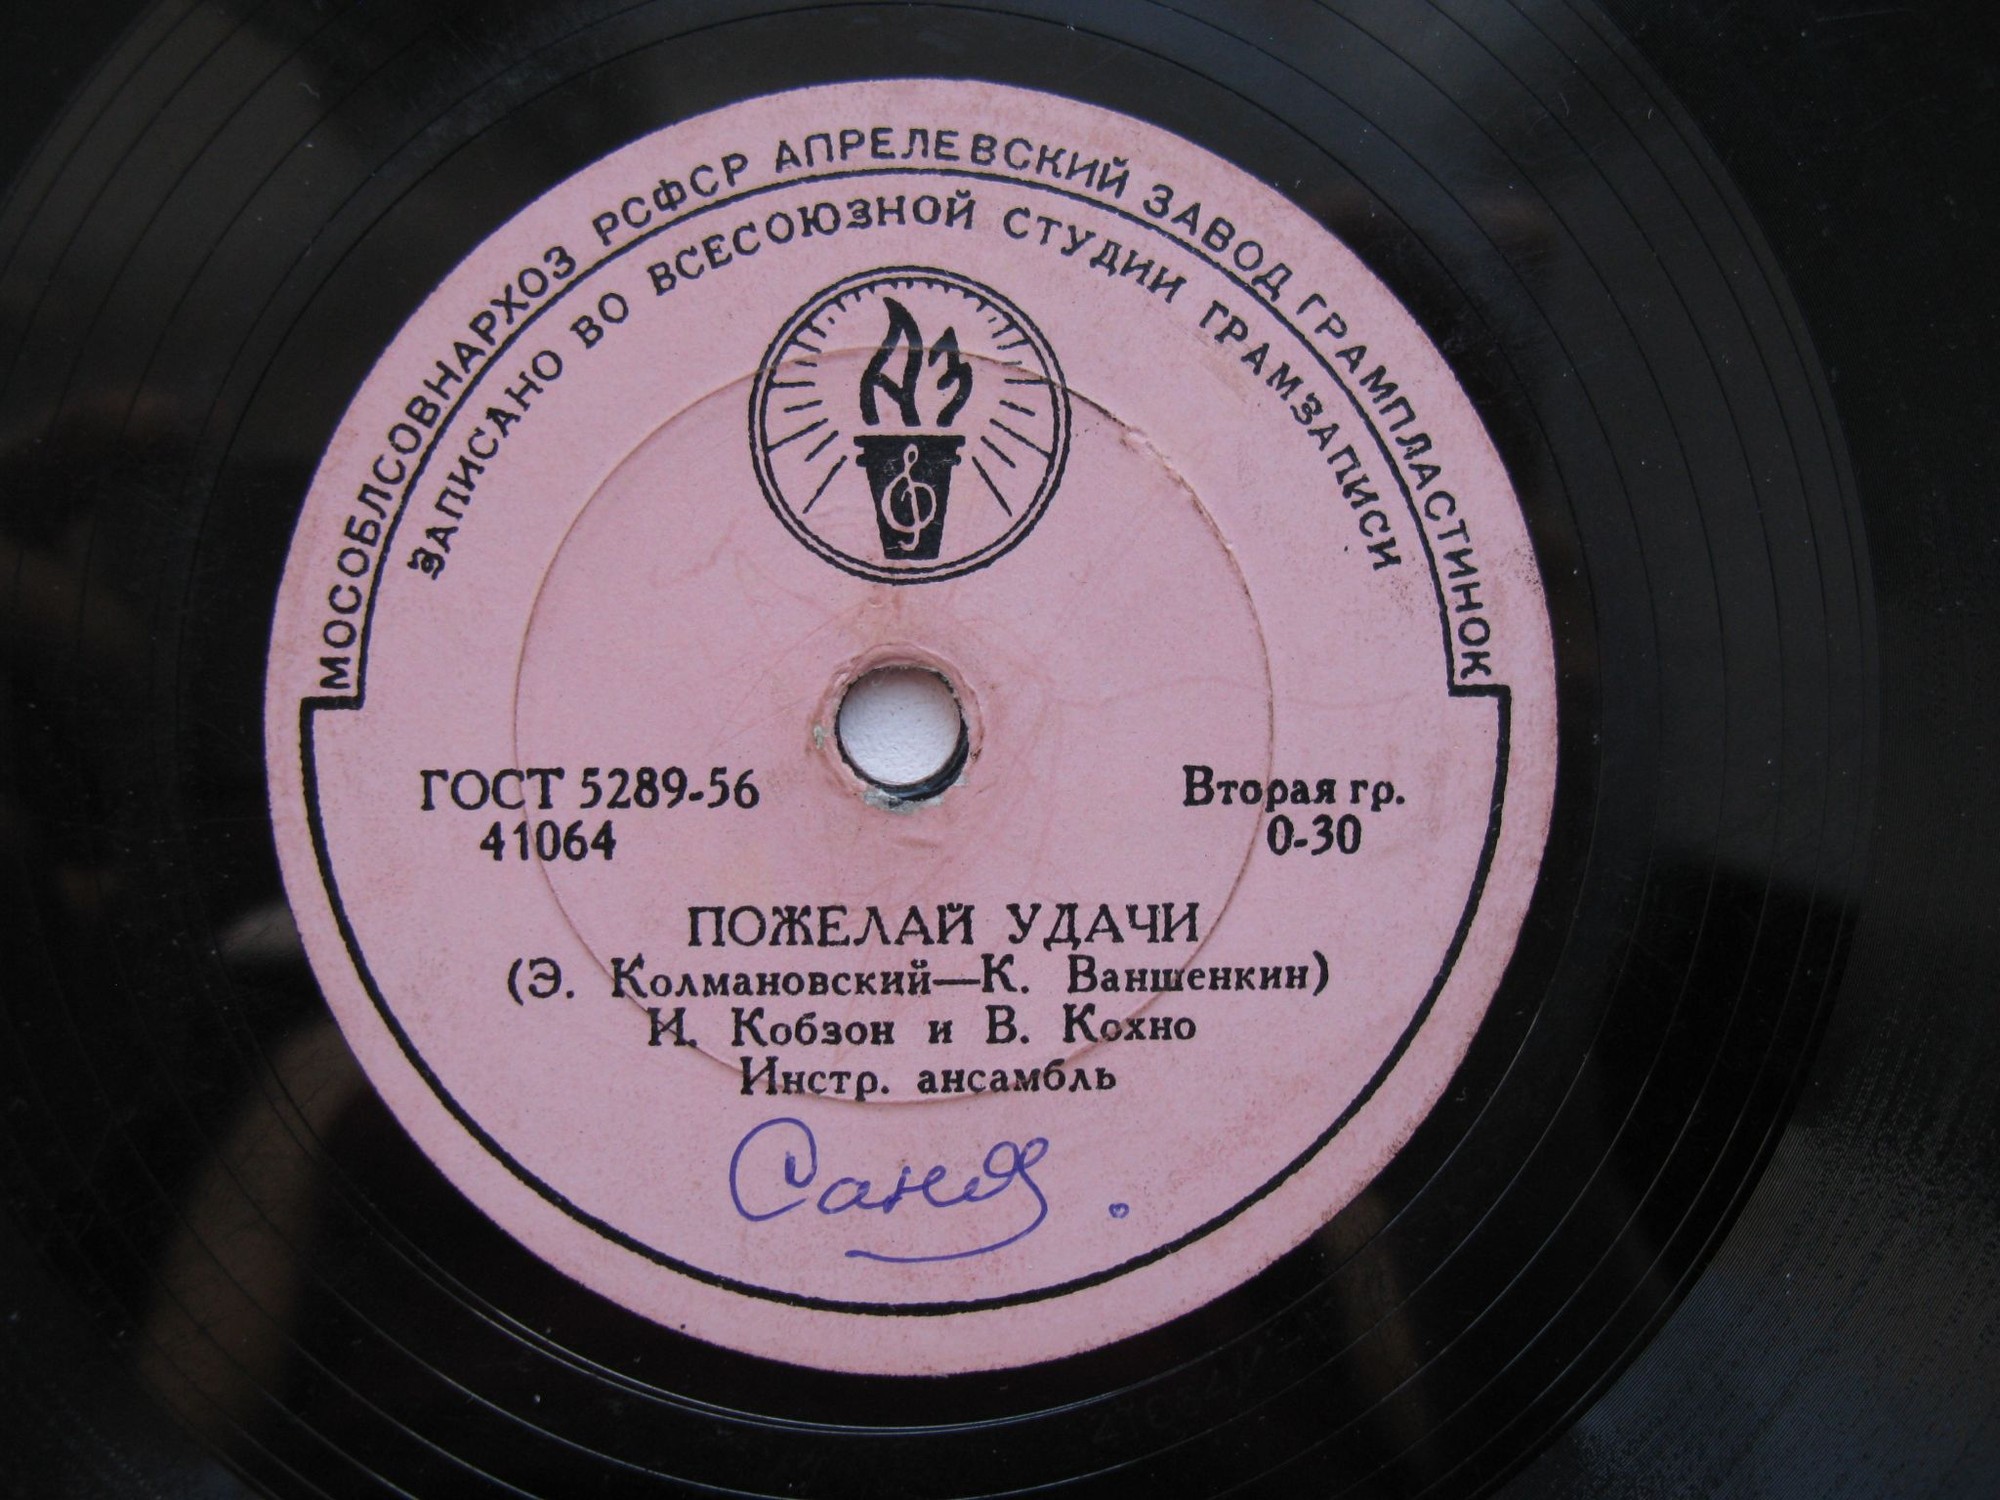 МОСОБЛСОВНАРХОЗ РСФСР АПРЕЛЕВСКИЙ ЗАВОД ГРАМПЛАСТИНОК
ЗАПИСАНО ВО ВСЕСОЮЗНОЙ СТУДИИ ГРАМЗАПИСИ
АЗ
ГОСТ 5289-56
41064
Вторая гр.
0-30
ПОЖЕЛАЙ УДАЧИ
(Э. Колмановский—К. Ваншенкин)
И. Кобзон и В. Кохно
Инстр. ансамбль
Саня.